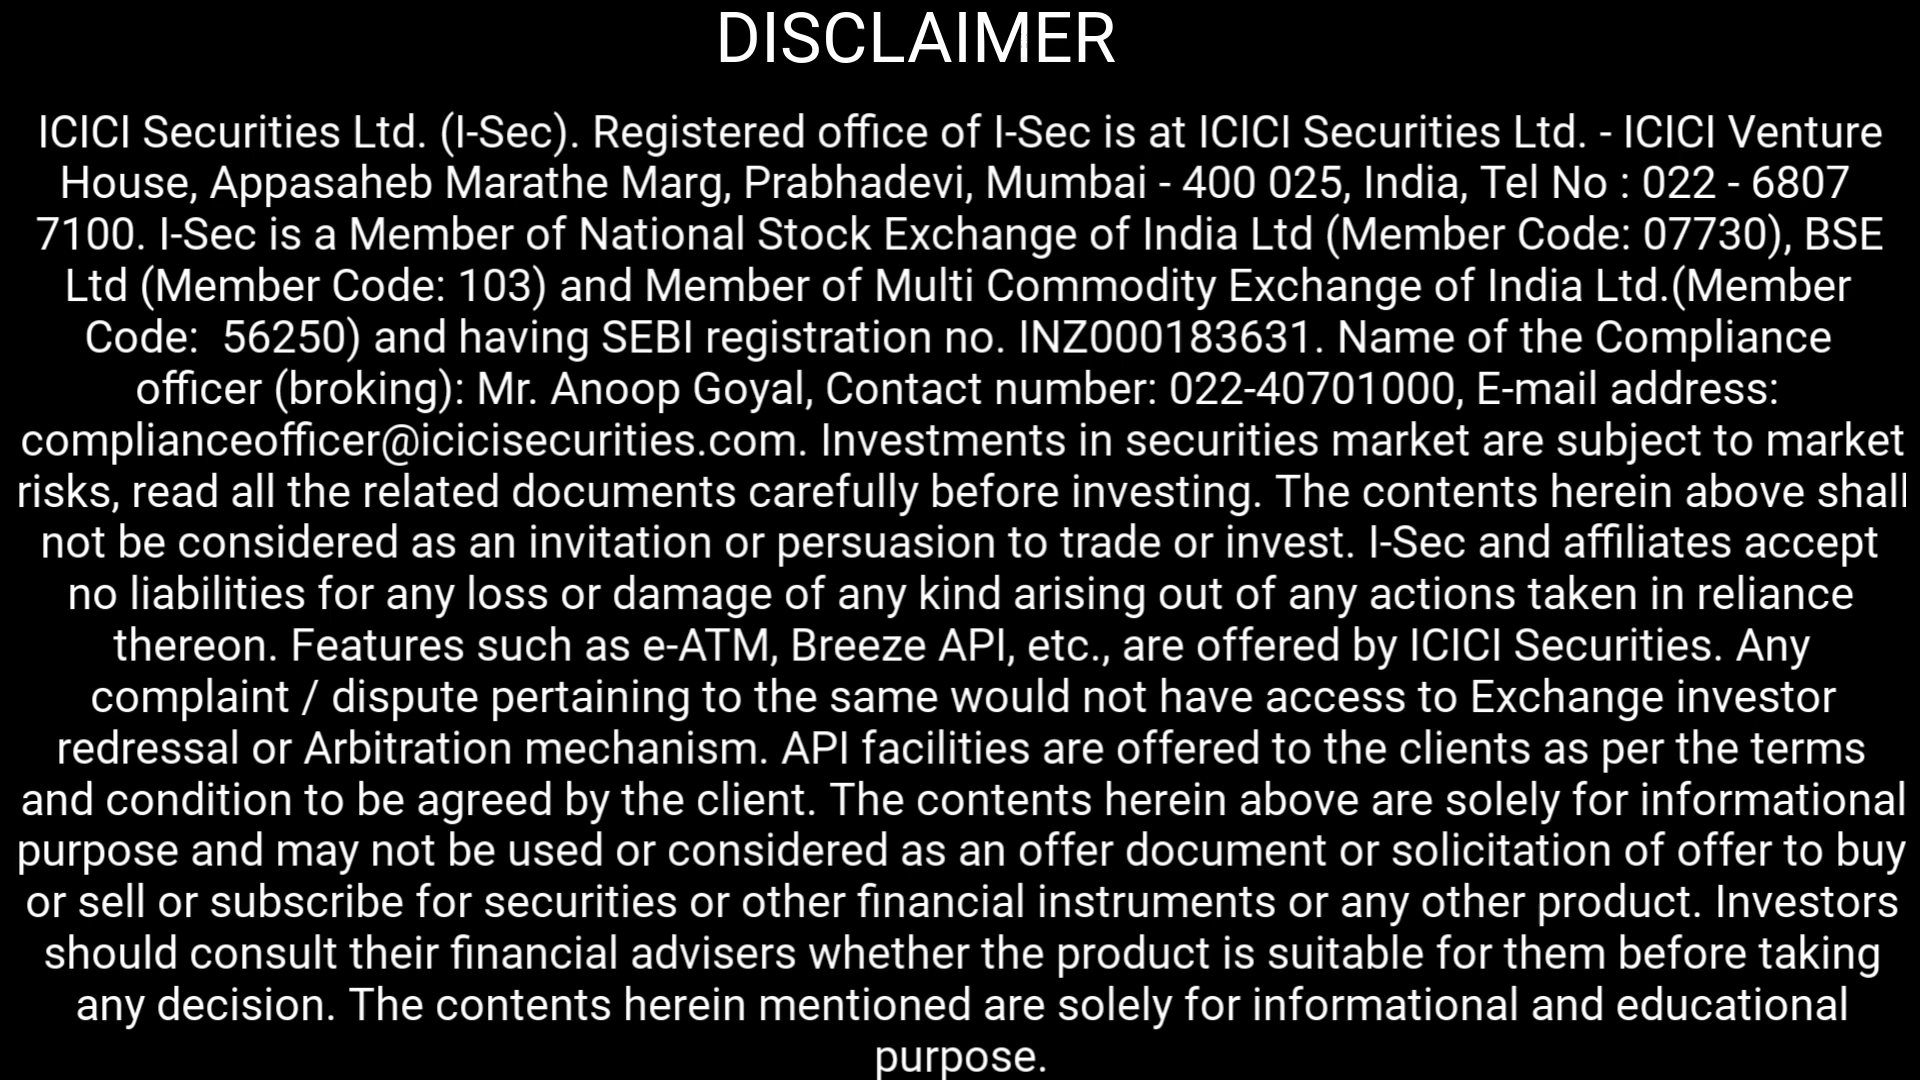 DISCLAIMER
ICICI Securities Ltd. (I-Sec). Registered office of I-Sec is at ICICI Securities Ltd. - ICICI Venture
House, Appasaheb Marathe Marg, Prabhadevi, Mumbai - 400 025, India, Tel No : 022 - 6807
7100. I-Sec is a Member of National Stock Exchange of India Ltd (Member Code: 07730), BSE
Ltd (Member Code: 103) and Member of Multi Commodity Exchange of India Ltd.(Member
Code:  56250) and having SEBI registration no. INZ000183631. Name of the Compliance
officer (broking): Mr. Anoop Goyal, Contact number: 022-40701000, E-mail address:
complianceofficer@icicisecurities.com. Investments in securities market are subject to market
risks, read all the related documents carefully before investing. The contents herein above shall
not be considered as an invitation or persuasion to trade or invest. I-Sec and affiliates accept
no liabilities for any loss or damage of any kind arising out of any actions taken in reliance
thereon. Features such as e-ATM, Breeze API, etc., are offered by ICICI Securities. Any
complaint / dispute pertaining to the same would not have access to Exchange investor
redressal or Arbitration mechanism. API facilities are offered to the clients as per the terms
and condition to be agreed by the client. The contents herein above are solely for informational
purpose and may not be used or considered as an offer document or solicitation of offer to buy
or sell or subscribe for securities or other financial instruments or any other product. Investors
should consult their financial advisers whether the product is suitable for them before taking
any decision. The contents herein mentioned are solely for informational and educational
purpose.